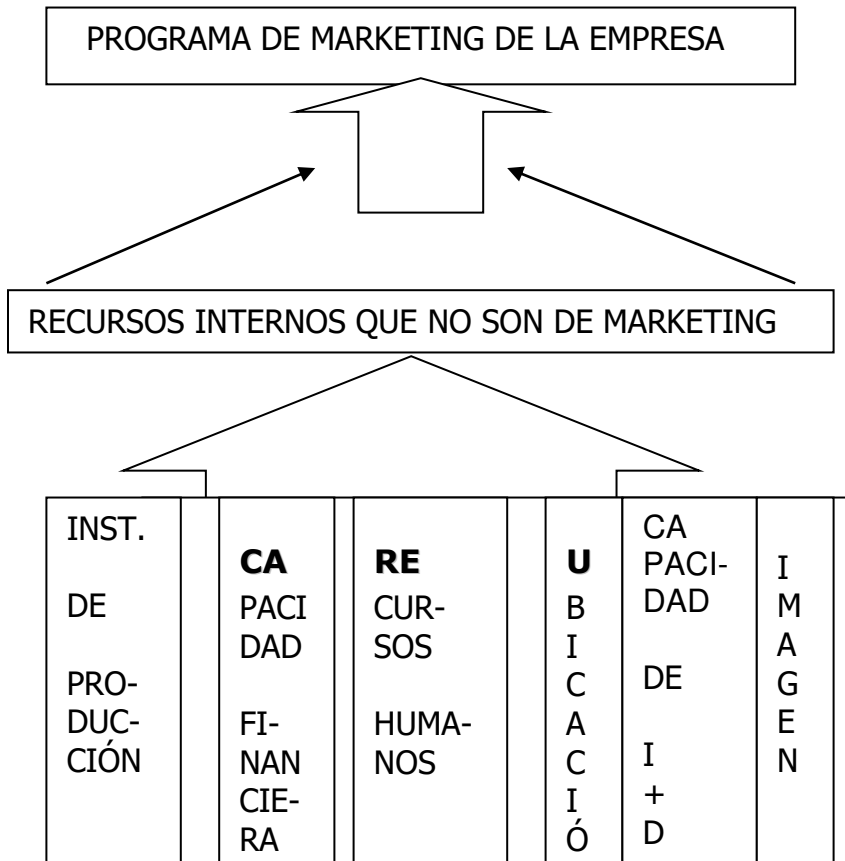 PROGRAMA DE MARKETING DE LA EMPRESA
RECURSOS INTERNOS QUE NO SON DE MARKETING
INST.
DE
PRO-
DUC-
CIÓN
CA
PACI
DAD
FI-
NAN
CIE-
RA
RE
CUR-
SOS
HUMA-
NOS
U
B
I
C
A
C
I
Ó
CA
PACI-
DAD
DE
I
+
D
I
M
A
G
E
N